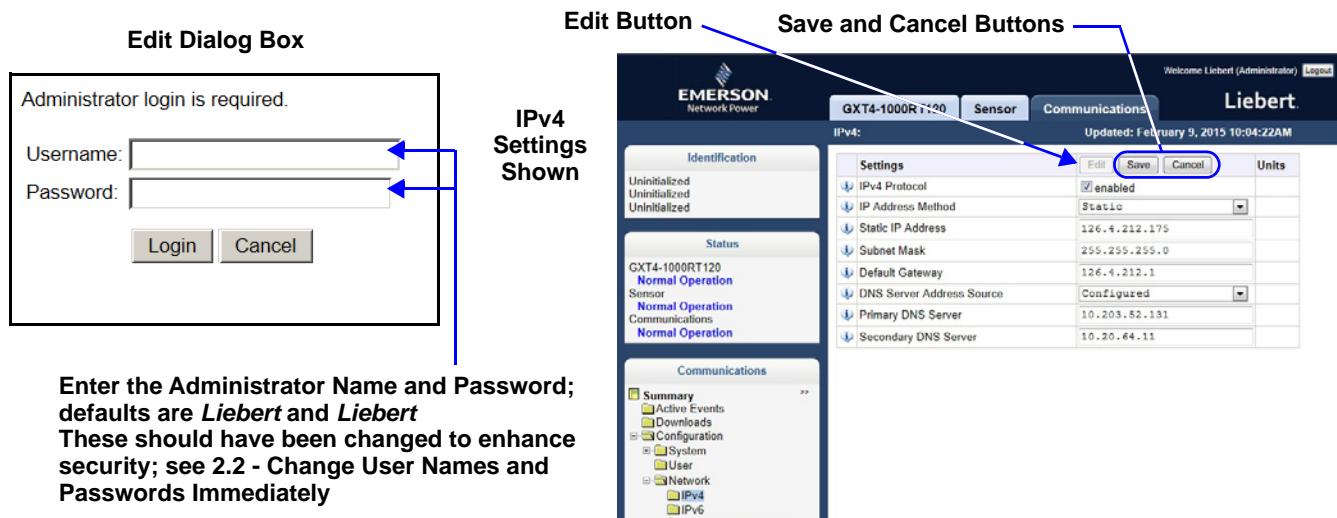 Edit Button
Save and Cancel Buttons
Edit Dialog Box
Administrator login is required.
Username:
Password:
Login Cancel
IPv4
Settings
Shown
Enter the Administrator Name and Password;
defaults are Liebert and Liebert
These should have been changed to enhance
security; see 2.2 - Change User Names and
Passwords Immediately
EMERSON
Network Power
Welcome Liebert (Administrator) Logout
GXT4-1000RT120 Sensor Communications
Liebert
IPv4: Updated: February 9, 2015 10:04:22AM
Identification
Uninitialized
Uninitialized
Uninitialized
Status
GXT4-1000RT120
Normal Operation
Sensor
Normal Operation
Communications
Normal Operation
Communications
Summary >>
Active Events
Downloads
Configuration
System
User
Network
IPv4
IPv6
Settings Edit Save Cancel Units
IPv4 Protocol enabled
IP Address Method Static
Static IP Address 126.4.212.175
Subnet Mask 255.255.255.0
Default Gateway 126.4.212.1
DNS Server Address Source Configured
Primary DNS Server 10.203.52.131
Secondary DNS Server 10.20.64.11